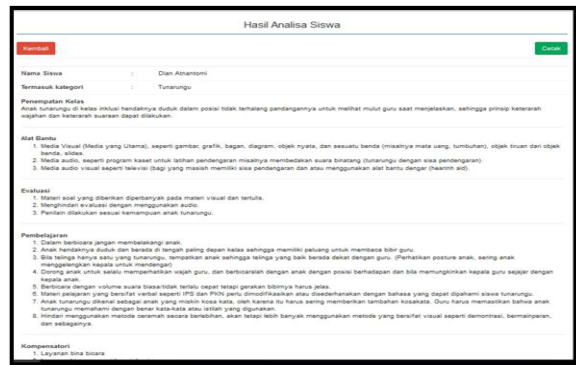 Hasil Analisa Siswa
Kembali
Cetak
Nama Siswa : Dian Atnantomi
Termasuk kategori : Tunarungu
Penempatan Kelas
Anak tunarungu di kelas inklusi hendaknya duduk dalam posisi tidak terhalang pandangannya untuk melihat mulut guru saat menjelaskan, sehingga prinsip keterarah
wajahan dan keterarah suaraan dapat dilakukan.
Alat Bantu
1. Media Visual (Media yang Utama), seperti gambar, grafik, bagan, diagram, objek nyata, dan sesuatu benda (misalnya mata uang, tumbuhan), objek tiruan dari objek
benda, slides.
2. Media audio, seperti program kaset untuk latihan pendengaran misalnya membedakan suara binatang (tunarungu dengan sisa pendengaran)
3. Media audio visual seperti televisi (bagi yang masish memiliki sisa pendengaran dan atau menggunakan alat bantu dengar (hearinh aid).
Evaluasi
1. Materi soal yang diberikan diperbanyak pada materi visual dan tertulis.
2. Menghindan evaluasi dengan menggunakan audio.
3. Penilain dilakukan sesuai kemampuan anak tunarungu.
Pembelajaran
1. Dalam berbicara jangan membelakangi anak.
2. Anak hendaknya duduk dan berada di tengah paling depan kelas sehingga memiliki peluang untuk membaca bibir guru.
3. Bila telinga hanya satu yang tunarungu, tempatkan anak sehingga telinga yang baik berada dekat dengan guru. (Perhatikan posture anak, sering anak
menggelengkan kepala untuk mendengar)
4. Dorong anak untuk selalu memperhatikan wajah guru, dan berbicaralah dengan anak dengan posisi berhadapan dan bila memungkinkan kepala guru sejajar dengan
kepala anak.
5. Berbicara dengan volume suara biasa/tidak terlalu cepat tetapi gerakan bibirnya harus jelas.
6. Materi pelajaran yang bersifat verbal seperti IPS dan PKN perlu dimodifikasikan atau disederhanakan dengan bahasa yang dapat dipahami siswa tunarungu.
7. Anak tunarungu dikenal sebagai anak yang miskin kosa kata, oleh karena itu harus sering memberikan tambahan kosakata. Guru harus memastikan bahwa anak
tunarungu memahami dengan benar kata-kata atau istilah yang digunakan.
8. Hindari menggunakan metode ceramah secara berlebihan, akan tetapi lebih banyak menggunakan metode yang bersifat visual seperti demontrasi, bermainperan,
dan sebagainya.
Kompensatori
1. Layanan bina bicara